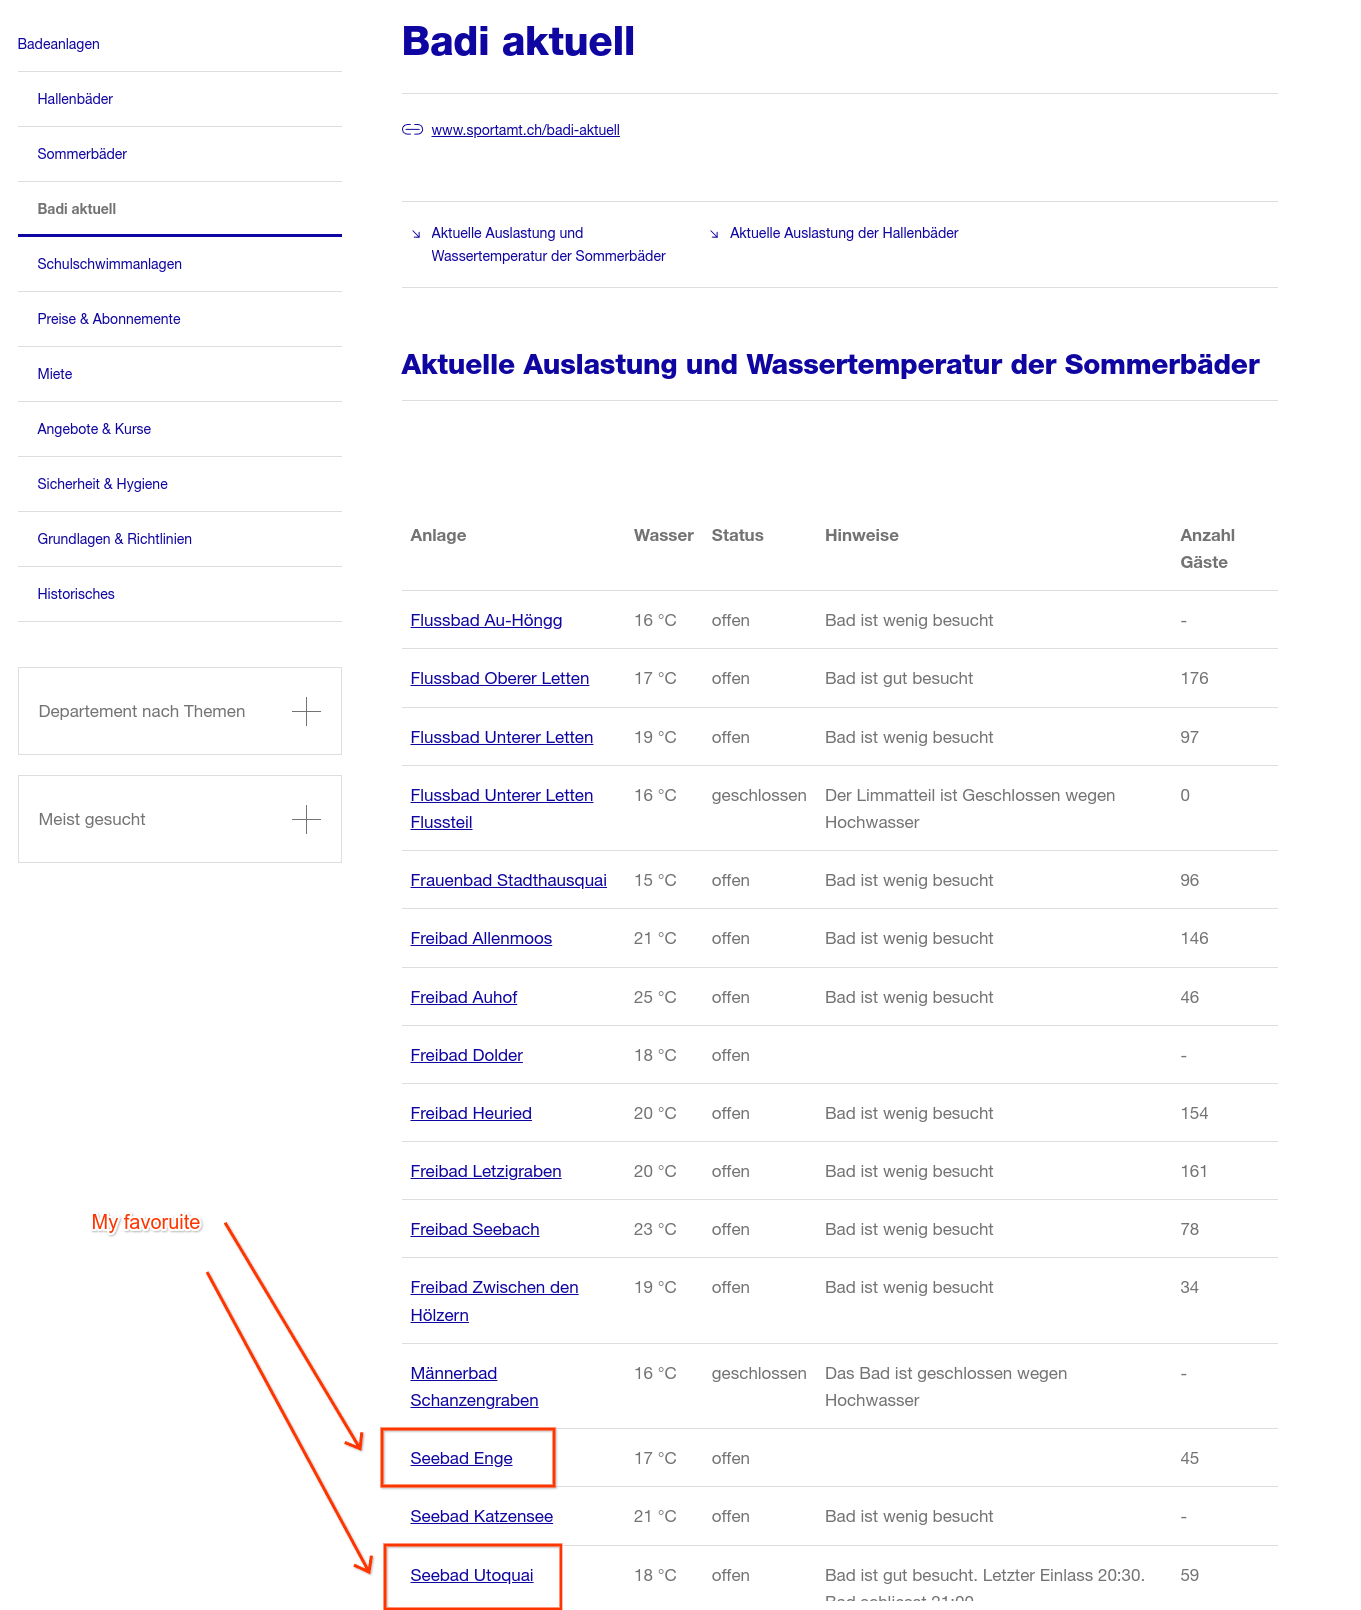 Badeanlagen
Hallenbäder
Sommerbäder
Badi aktuell
Schulschwimmanlagen
Preise & Abonnemente
Miete
Angebote & Kurse
Sicherheit & Hygiene
Grundlagen & Richtlinien
Historisches
Departement nach Themen
Meist gesucht
Badi aktuell
www.sportamt.ch/badi-aktuell
Aktuelle Auslastung und
Wassertemperatur der Sommerbäder
Aktuelle Auslastung der Hallenbäder
Aktuelle Auslastung und Wassertemperatur der Sommerbäder
Anlage Wasser Status Hinweise Anzahl
Gäste
Flussbad Au-Höngg 16 °C offen Bad ist wenig besucht -
Flussbad Oberer Letten 17 °C offen Bad ist gut besucht 176
Flussbad Unterer Letten 19 °C offen Bad ist wenig besucht 97
Flussbad Unterer Letten 16 °C geschlossen Der Limmatteil ist Geschlossen wegen 0
Flussteil Hochwasser
Frauenbad Stadthausquai 15 °C offen Bad ist wenig besucht 96
Freibad Allenmoos 21 °C offen Bad ist wenig besucht 146
Freibad Auhof 25 °C offen Bad ist wenig besucht 46
Freibad Dolder 18 °C offen -
Freibad Heuried 20 °C offen Bad ist wenig besucht 154
Freibad Letzigraben 20 °C offen Bad ist wenig besucht 161
My favoruite
Freibad Seebach 23 °C offen Bad ist wenig besucht 78
Freibad Zwischen den 19 °C offen Bad ist wenig besucht 34
Hölzern
Männerbad 16 °C geschlossen Das Bad ist geschlossen wegen -
Schanzengraben Hochwasser
Seebad Enge 17 °C offen 45
Seebad Katzensee 21 °C offen Bad ist wenig besucht -
Seebad Utoquai 18 °C offen Bad ist gut besucht. Letzter Einlass 20:30. 59
Bad schliesst 21:00